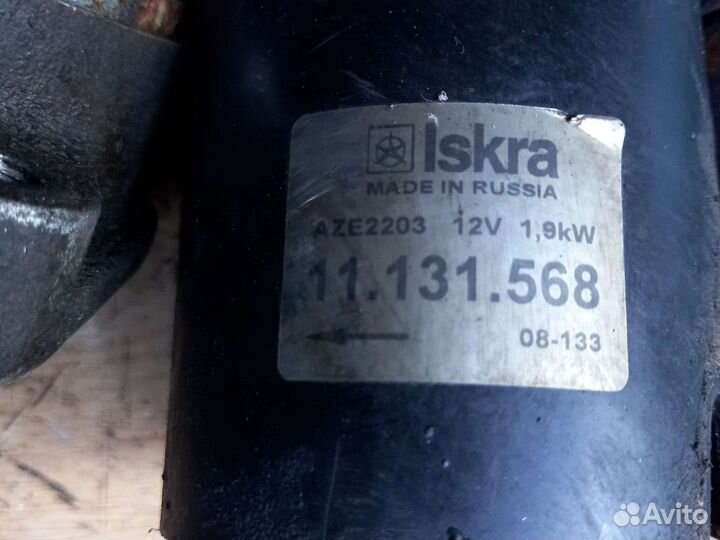 Iskra
MADE IN RUSSIA
AZE2203 12V 1,9kW
11.131.568
08-133
Avito